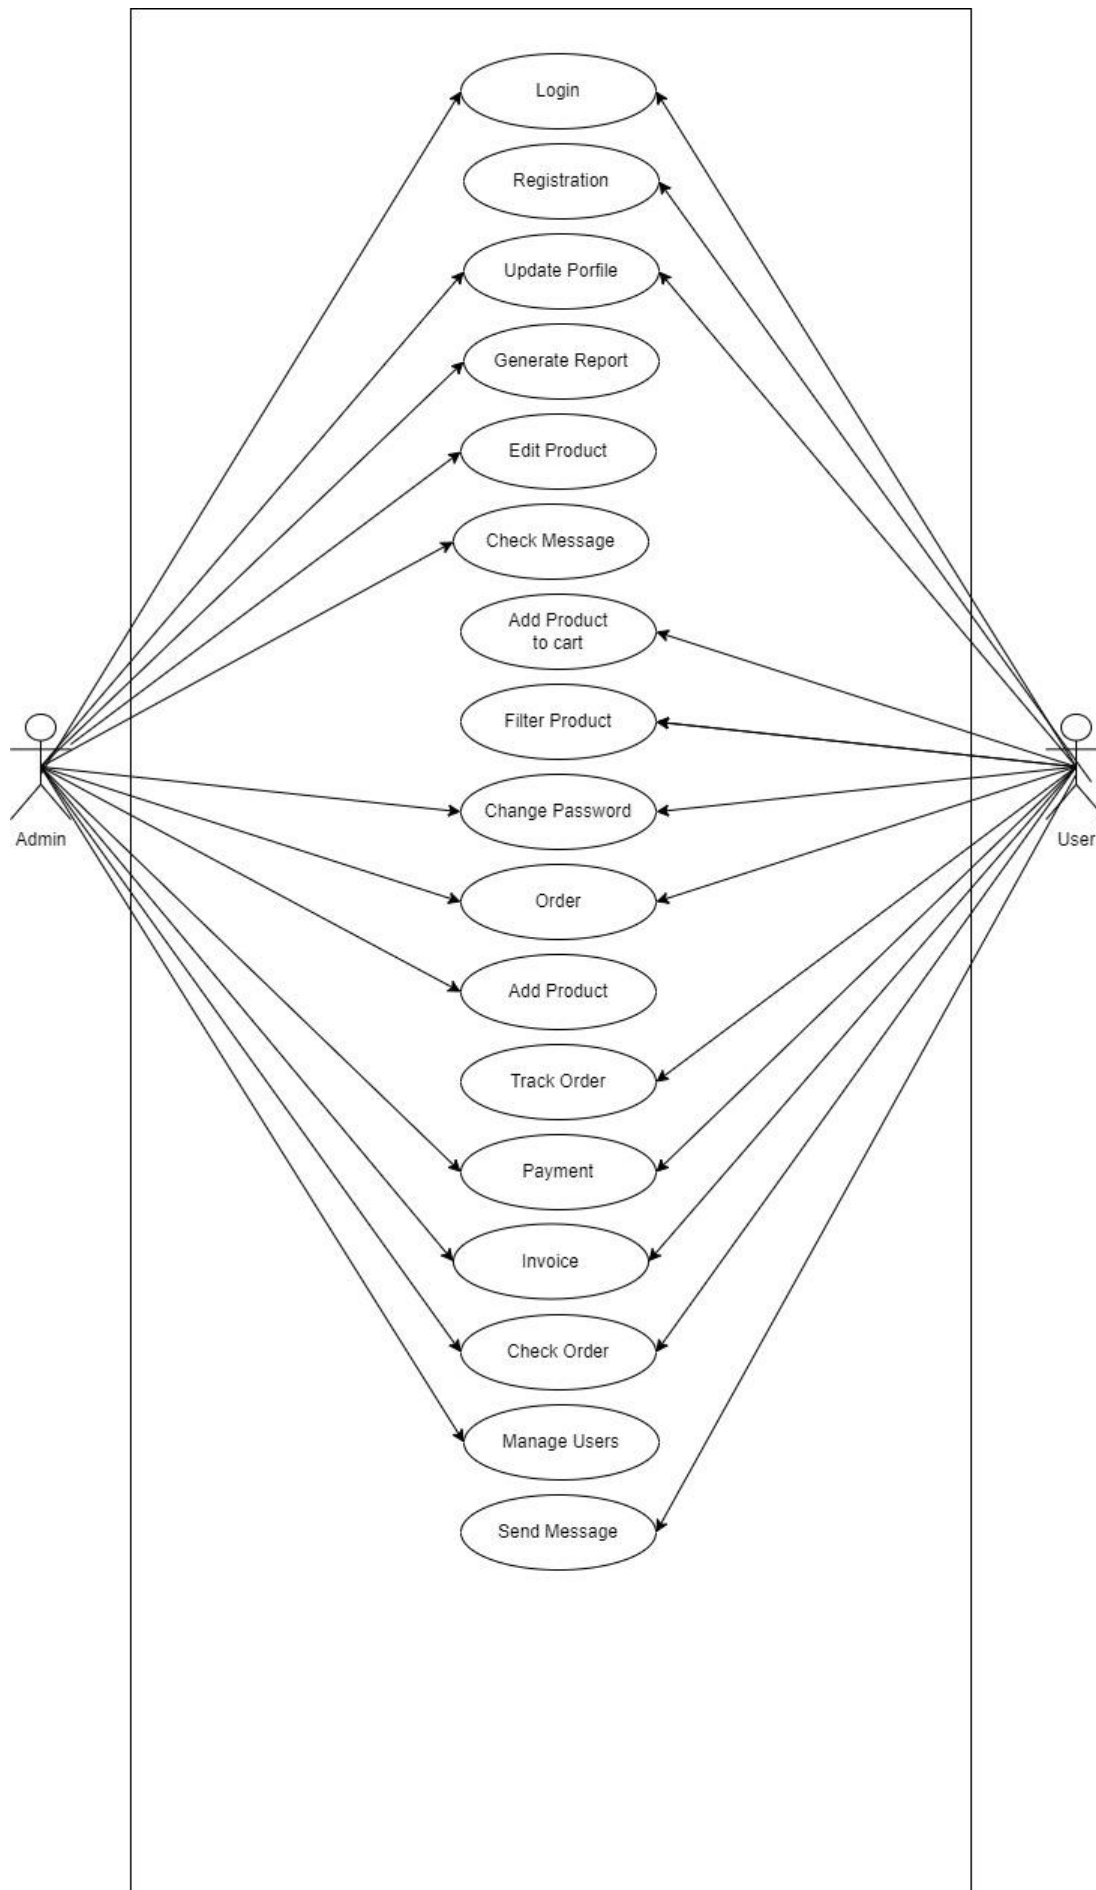 Login
Registration
Update Porfile
Generate Report
Edit Product
Check Message
Add Product
to cart
Filter Product
Change Password
Admin
User
Order
Add Product
Track Order
Payment
Invoice
Check Order
Manage Users
Send Message